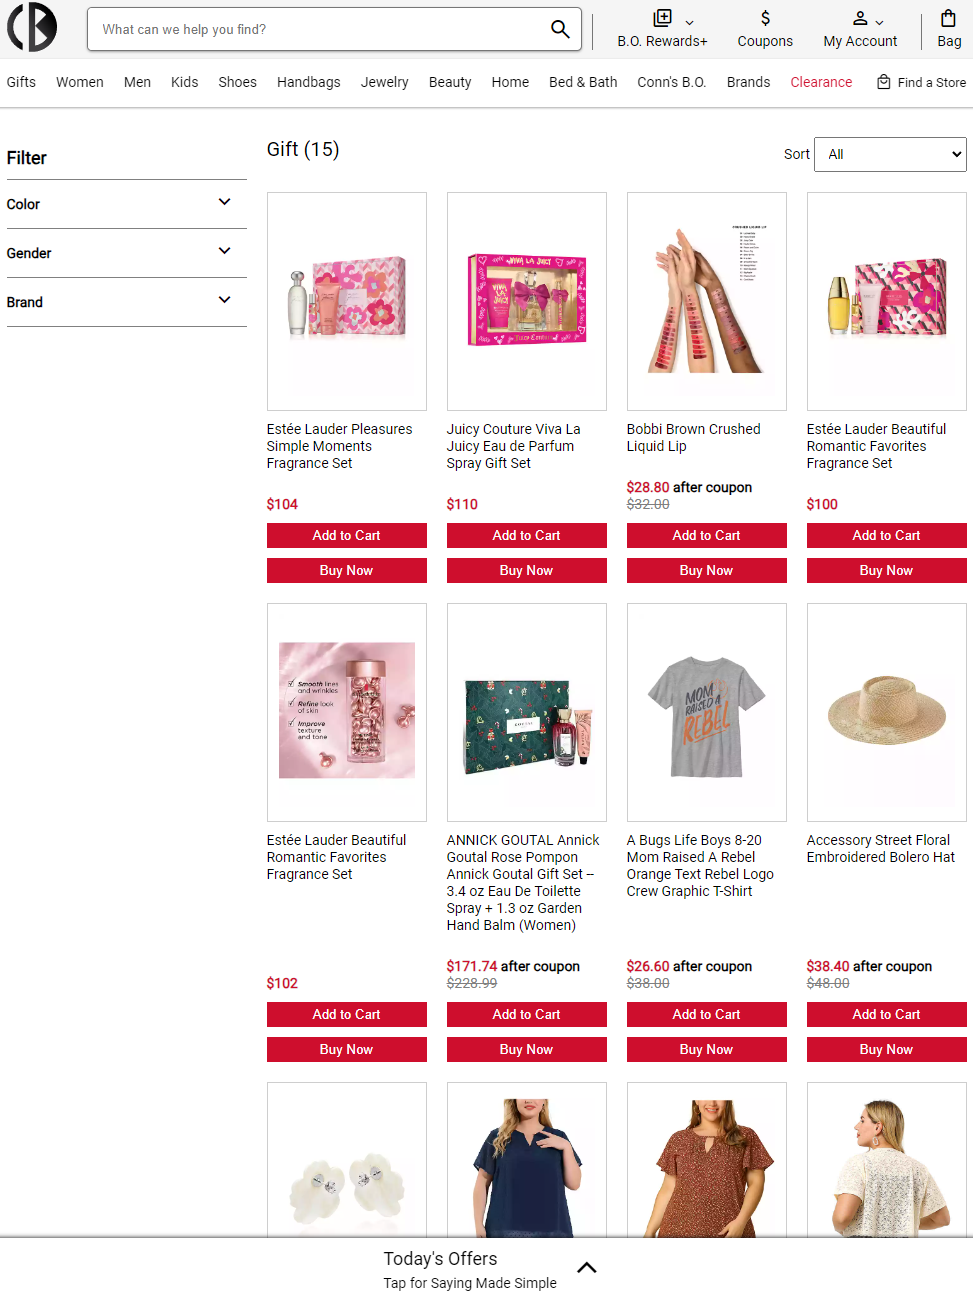 What can we help you find?
B.O. Rewards+
Coupons
My Account
Bag
Gifts Women Men Kids Shoes Handbags Jewelry Beauty Home Bed & Bath Conn's B.O. Brands Clearance Find a Store
Filter
Color
Gender
Brand
Gift (15)
Sort All
VIVA LA JUICY
VIVA LA JUICY
Juicy Couture
Estée Lauder Pleasures
Simple Moments
Fragrance Set
$104
Add to Cart
Buy Now
Juicy Couture Viva La
Juicy Eau de Parfum
Spray Gift Set
$110
Add to Cart
Buy Now
Bobbi Brown Crushed
Liquid Lip
$28.80 after coupon
$32.00
Add to Cart
Buy Now
Estée Lauder Beautiful
Romantic Favorites
Fragrance Set
$100
Add to Cart
Buy Now
Smooth lines
and wrinkles
Refine look
of skin
Improve
texture
and tone
Estée Lauder Beautiful
Romantic Favorites
Fragrance Set
$102
Add to Cart
Buy Now
ANNICK GOUTAL Annick
Goutal Rose Pompon
Annick Goutal Gift Set –
3.4 oz Eau De Toilette
Spray + 1.3 oz Garden
Hand Balm (Women)
$171.74 after coupon
$228.99
Add to Cart
Buy Now
MOM
RAISED A
REBEL
A Bugs Life Boys 8-20
Mom Raised A Rebel
Orange Text Rebel Logo
Crew Graphic T-Shirt
$26.60 after coupon
$38.00
Add to Cart
Buy Now
Accessory Street Floral
Embroidered Bolero Hat
$38.40 after coupon
$48.00
Add to Cart
Buy Now
Today's Offers
Tap for Saying Made Simple